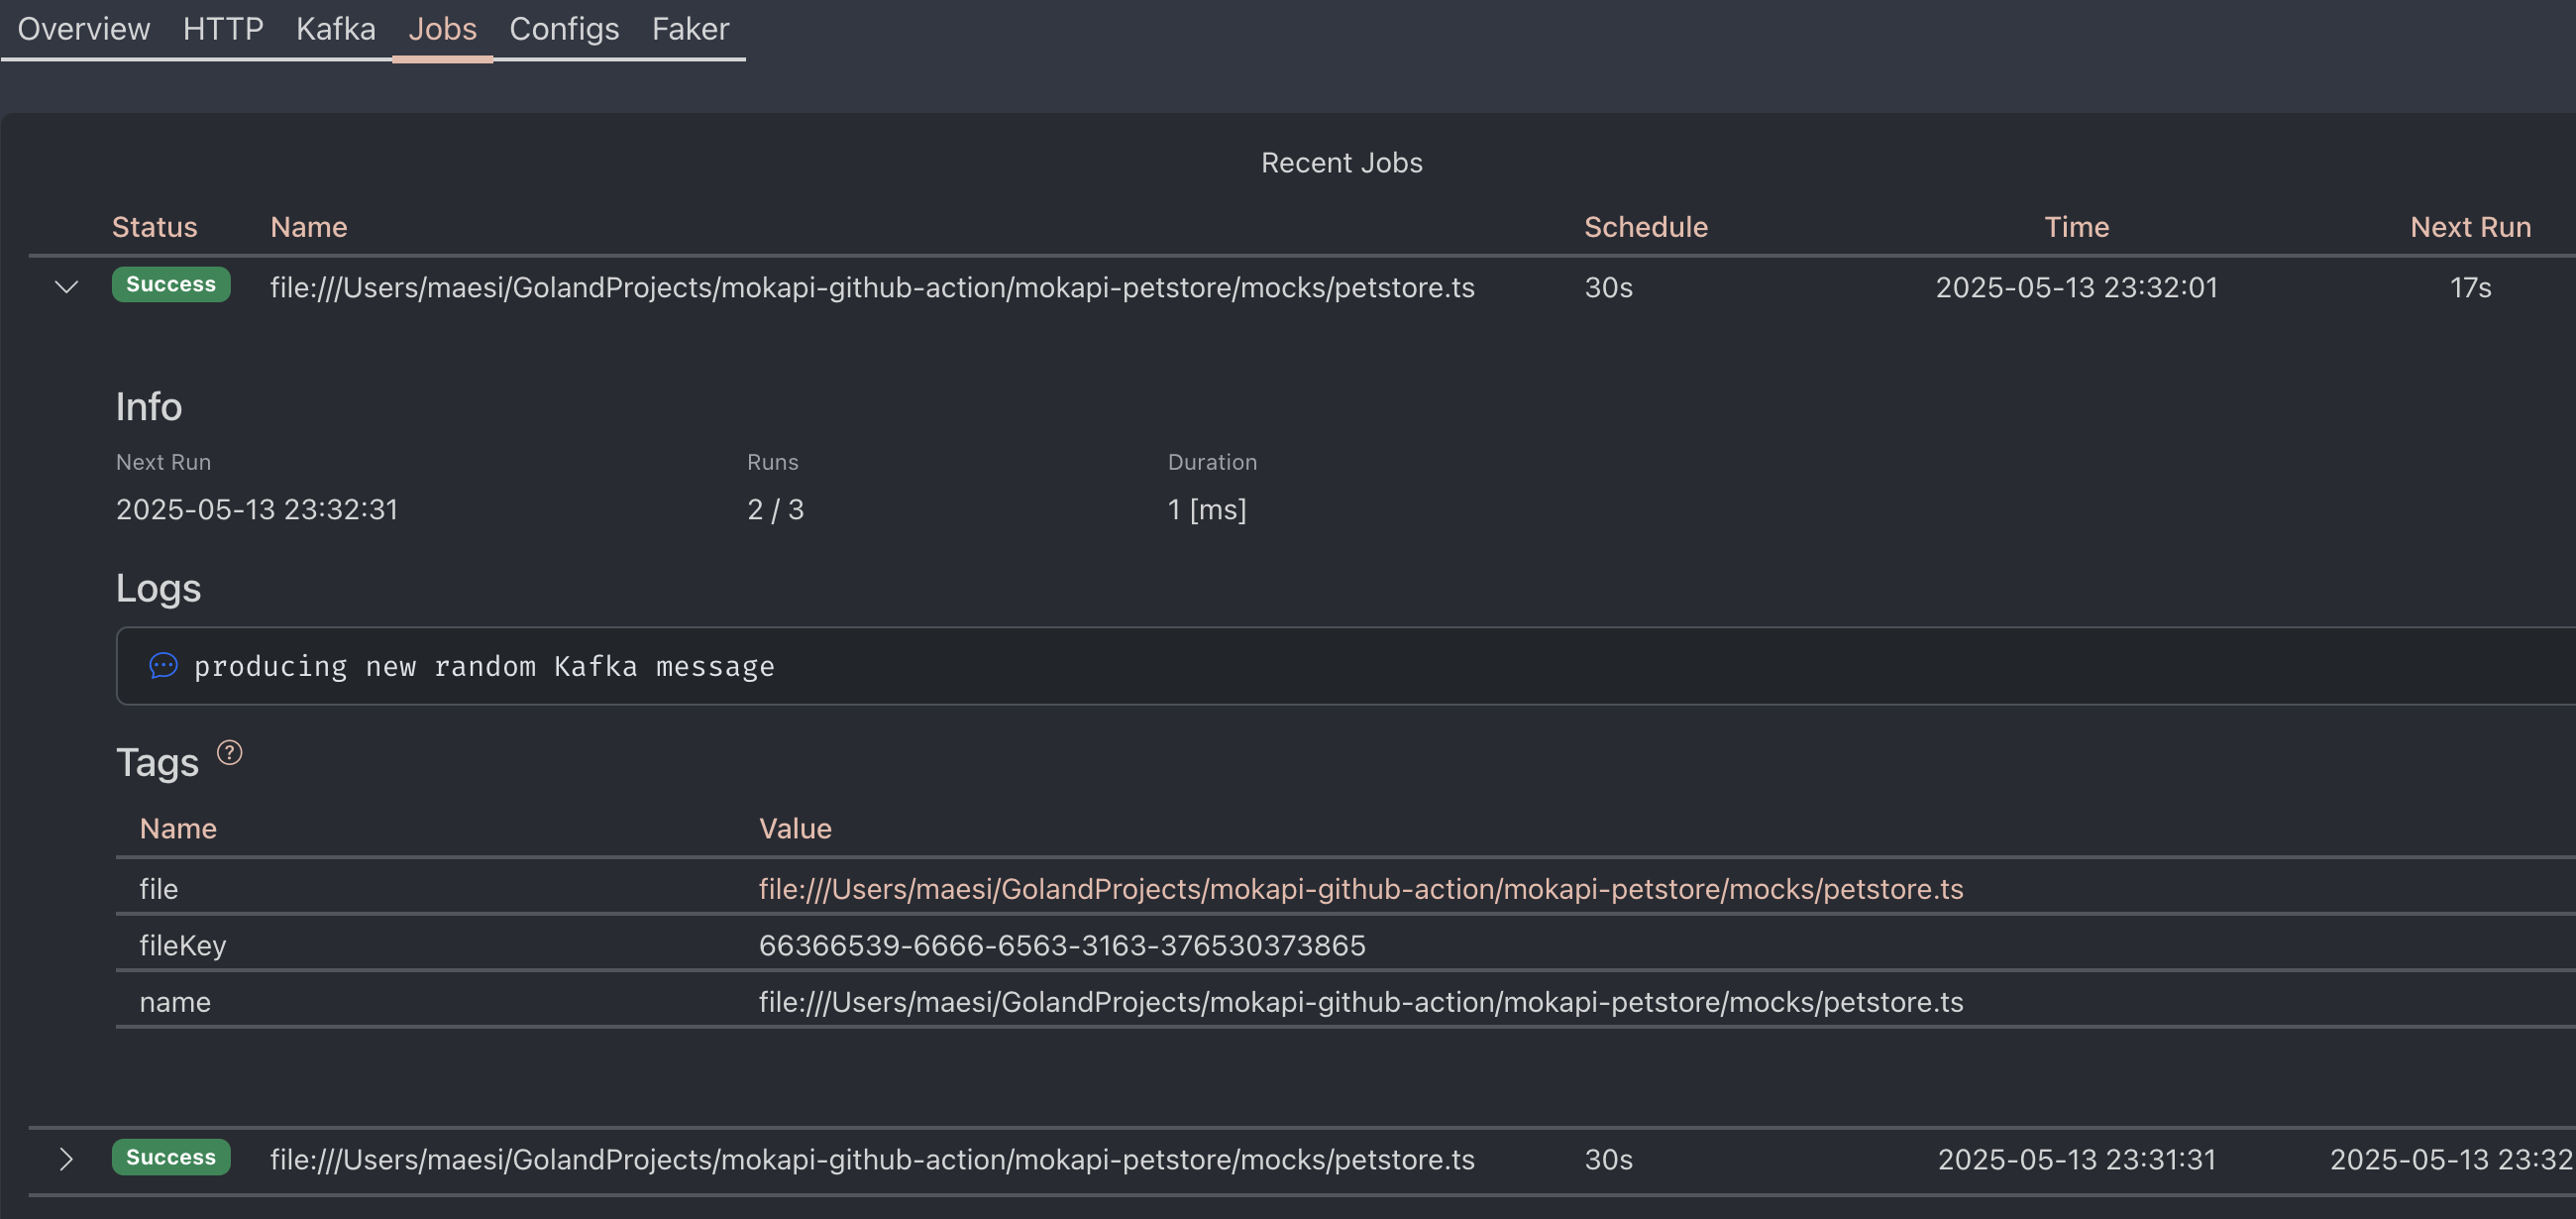 Overview HTTP Kafka Jobs Configs Faker
Recent Jobs
Status Name Schedule Time Next Run
Success file:///Users/maesi/GolandProjects/mokapi-github-action/mokapi-petstore/mocks/petstore.ts 30s 2025-05-13 23:32:01 17s
Info
Next Run Runs Duration
2025-05-13 23:32:31 2 / 3 1 [ms]
Logs
producing new random Kafka message
Tags ?
Name Value
file file:///Users/maesi/GolandProjects/mokapi-github-action/mokapi-petstore/mocks/petstore.ts
fileKey 66366539-6666-6563-3163-376530373865
name file:///Users/maesi/GolandProjects/mokapi-github-action/mokapi-petstore/mocks/petstore.ts
Success file:///Users/maesi/GolandProjects/mokapi-github-action/mokapi-petstore/mocks/petstore.ts 30s 2025-05-13 23:31:31 2025-05-13 23:32